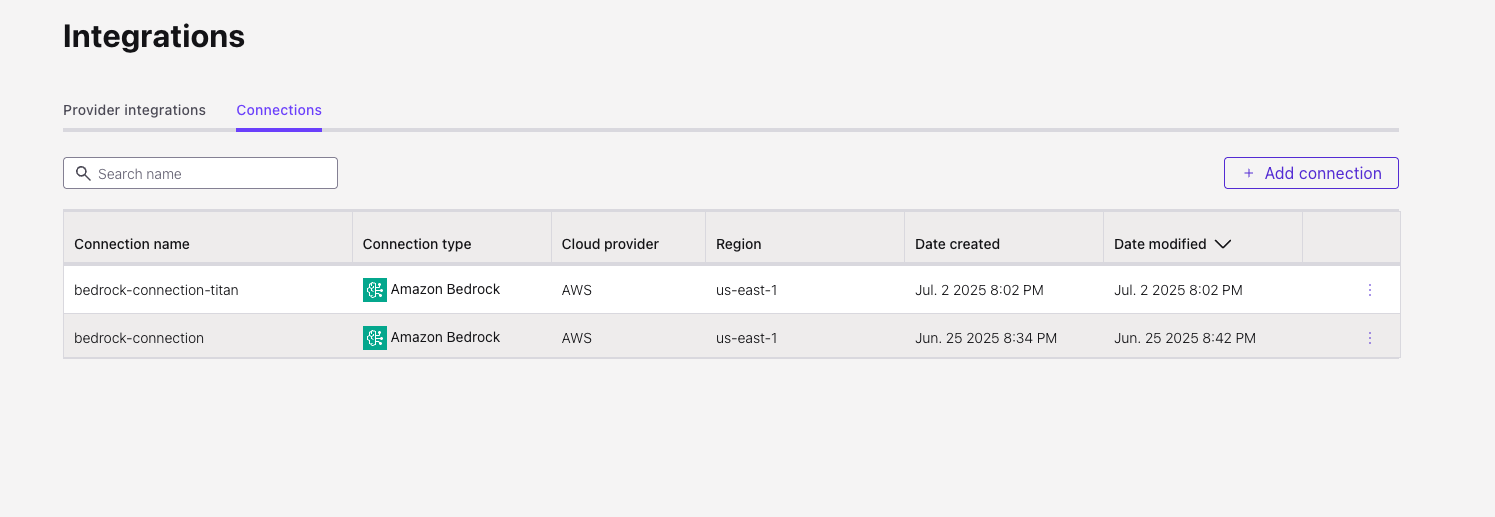 Integrations
Provider integrations Connections
Search name
+ Add connection
Connection name Connection type Cloud provider Region Date created Date modified
bedrock-connection-titan Amazon Bedrock AWS us-east-1 Jul. 2 2025 8:02 PM Jul. 2 2025 8:02 PM
bedrock-connection Amazon Bedrock AWS us-east-1 Jun. 25 2025 8:34 PM Jun. 25 2025 8:42 PM